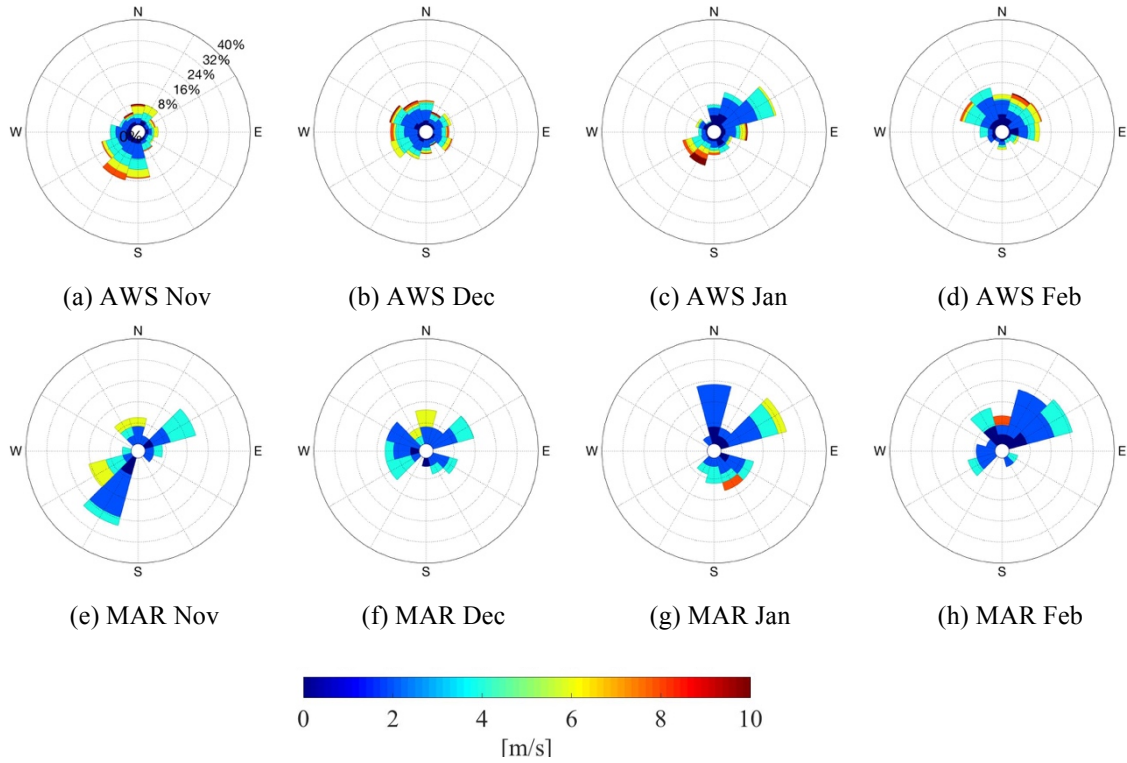 N N N N
40%
32%
24%
16%
8%
0%
W E W E W E W E
S S S S
(a) AWS Nov (b) AWS Dec (c) AWS Jan (d) AWS Feb
N N N N
W E W E W E W E
S S S S
(e) MAR Nov (f) MAR Dec (g) MAR Jan (h) MAR Feb
0 2 4 6 8 10
[m/s]